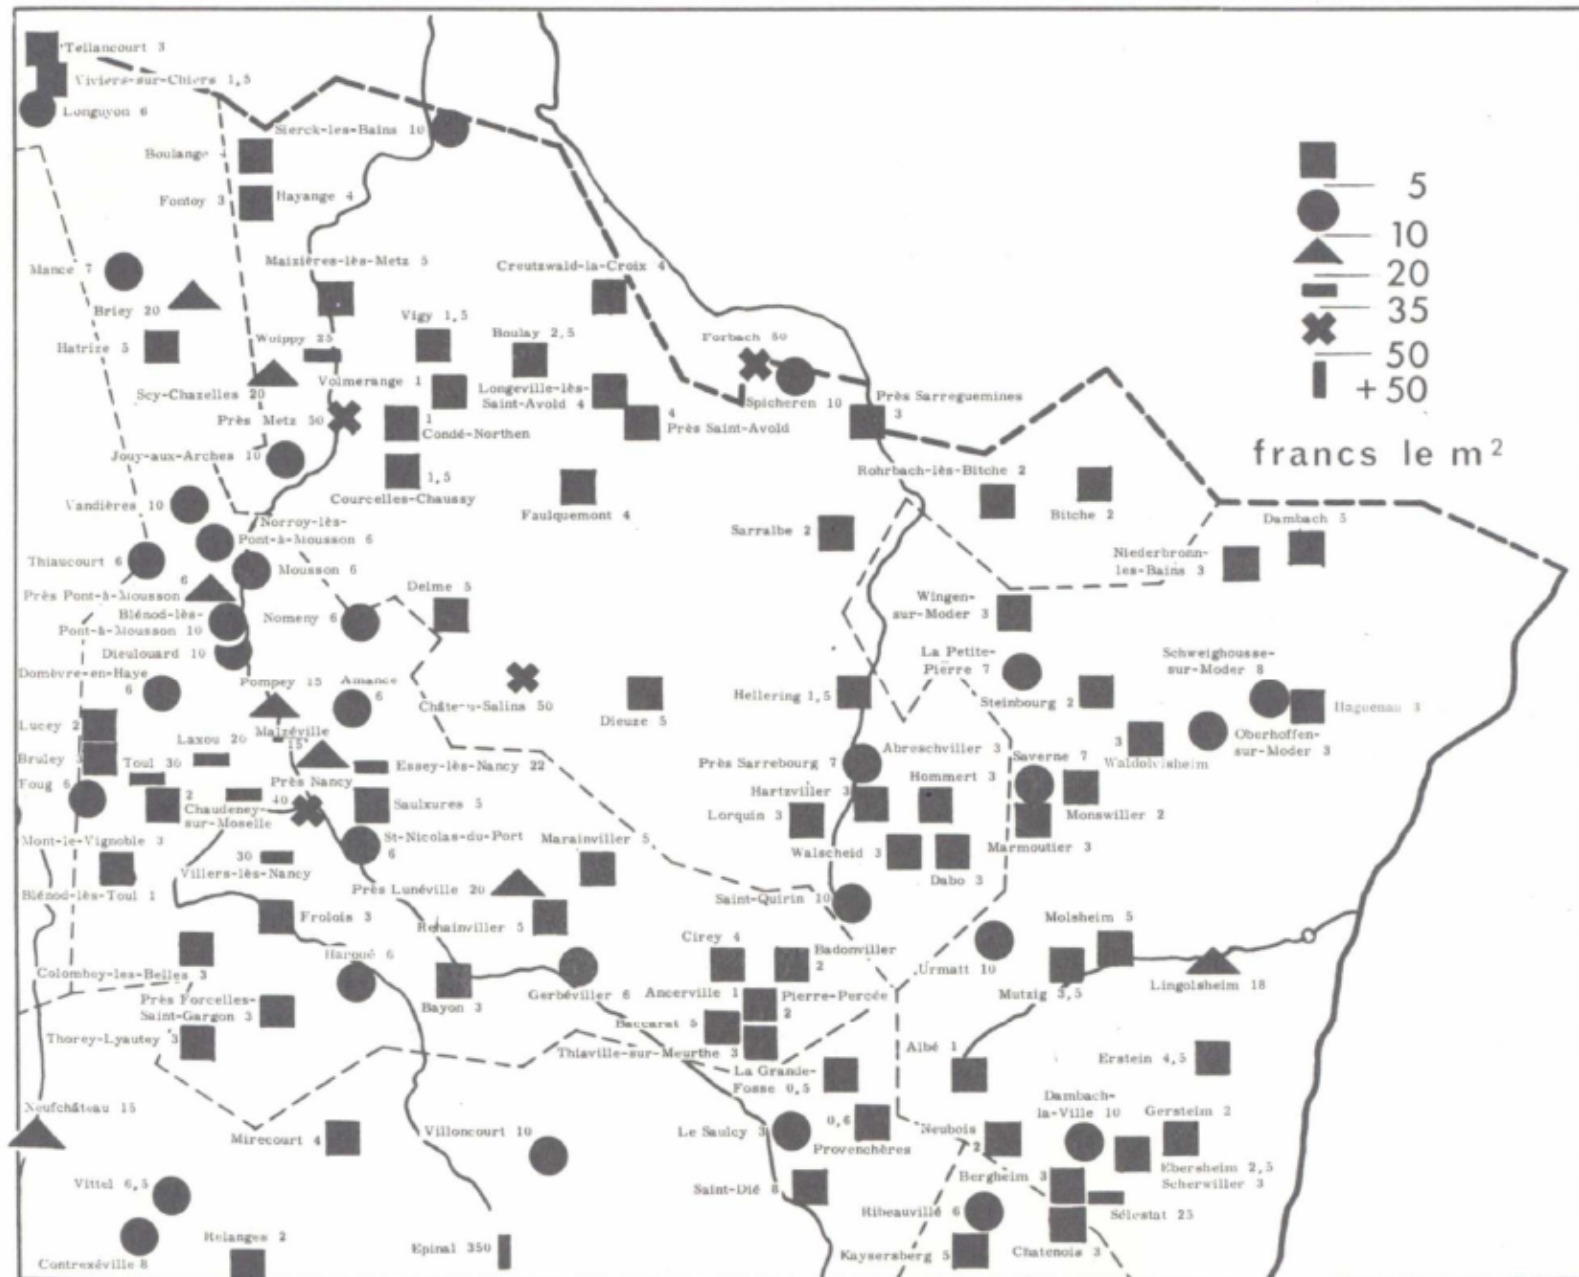 Tellancourt 3
Viviers-sur-Chiers 1,5
Longuyon 6
Sierck-les-Bains 10
Boulange
Fontoy 3
Hayange 4
5
10
20
35
50
+50
francs le m²
Mance 7
Maizières-lès-Metz 5
Creutzwald-la-Croix 4
Briey 20
Hatrize 5
Woippy 25
Vigy 1,5
Boulay 2,5
Forbach 50
Scy-Chazelles 20
Volmerange 1
Longeville-lès-
Saint-Avold 4
Spicheren 10
Près Sarreguemines
3
Près Metz 50
1
Condé-Northen
4
Près Saint-Avold
Jouy-aux-Arches 10
1,5
Courcelles-Chaussy
Rohrbach-lès-Bitche 2
Vandières 10
Faulquemont 4
Bitche 2
Norroy-lès-
Pont-à-Mousson 6
Sarralbe 2
Dambach 5
Thiaucourt 6
Mousson 6
Niederbronn-
les-Bains 3
6
Près Pont-à-Mousson
Delme 5
Wingen-
sur-Moder 3
Blénod-lès-
Pont-à-Mousson 10
Nomeny 6
Dieulouard 10
La Petite-
Pierre 7
Schweighousse-
sur-Moder 8
Domèvre-en-Haye
6
Pompey 15
Amance
6
Château-Salins 50
Dieuze 5
Hellering 1,5
Steinbourg 2
Haguenau 3
Lucey 2
Malzéville
15
Laxou 20
Oberhoffen-
sur-Moder 3
Bruley 3
Toul 30
Près Nancy
40
Essey-lès-Nancy 22
Près Sarrebourg 7
Abreschviller 3
Saverne 7
3
Waldolvisheim
Foug 6
2
Chaudeney-
sur-Moselle
Saulxures 5
Hartzviller 3
Hommert 3
Monswiller 2
Mont-le-Vignoble 3
St-Nicolas-du-Port
6
Marainviller 5
Lorquin 3
Marmoutier 3
30
Villers-lès-Nancy
Walscheid 3
Dabo 3
Blénod-lès-Toul 1
Près Lunéville 20
Saint-Quirin 10
Frolois 3
Rehainviller 5
Molsheim 5
Colombey-les-Belles 3
Haroué 6
Cirey 4
Badonviller
2
Urmatt 10
Mutzig 3,5
Lingolsheim 18
Près Forcelles-
Saint-Gargon 3
Bayon 3
Gerbéviller 6
Ancerville 1
Pierre-Percée
2
Thorey-Lyautey 3
Baccarat 5
Thiaville-sur-Meurthe 3
Albé 1
Erstein 4,5
La Grande-
Fosse 0,5
Neufchâteau 15
Mirecourt 4
Villoncourt 10
Le Saulcy 3
0,6
Provenchères
Neubois
2
Dambach-
la-Ville 10
Gersteim 2
Ebersheim 2,5
Scherwiller 3
Vittel 6,5
Saint-Dié 8
Bergheim 3
Sélestat 25
Ribeauvillé 6
Contrexéville 8
Relanges 2
Epinal 350
Kaysersberg 5
Chatenois 3